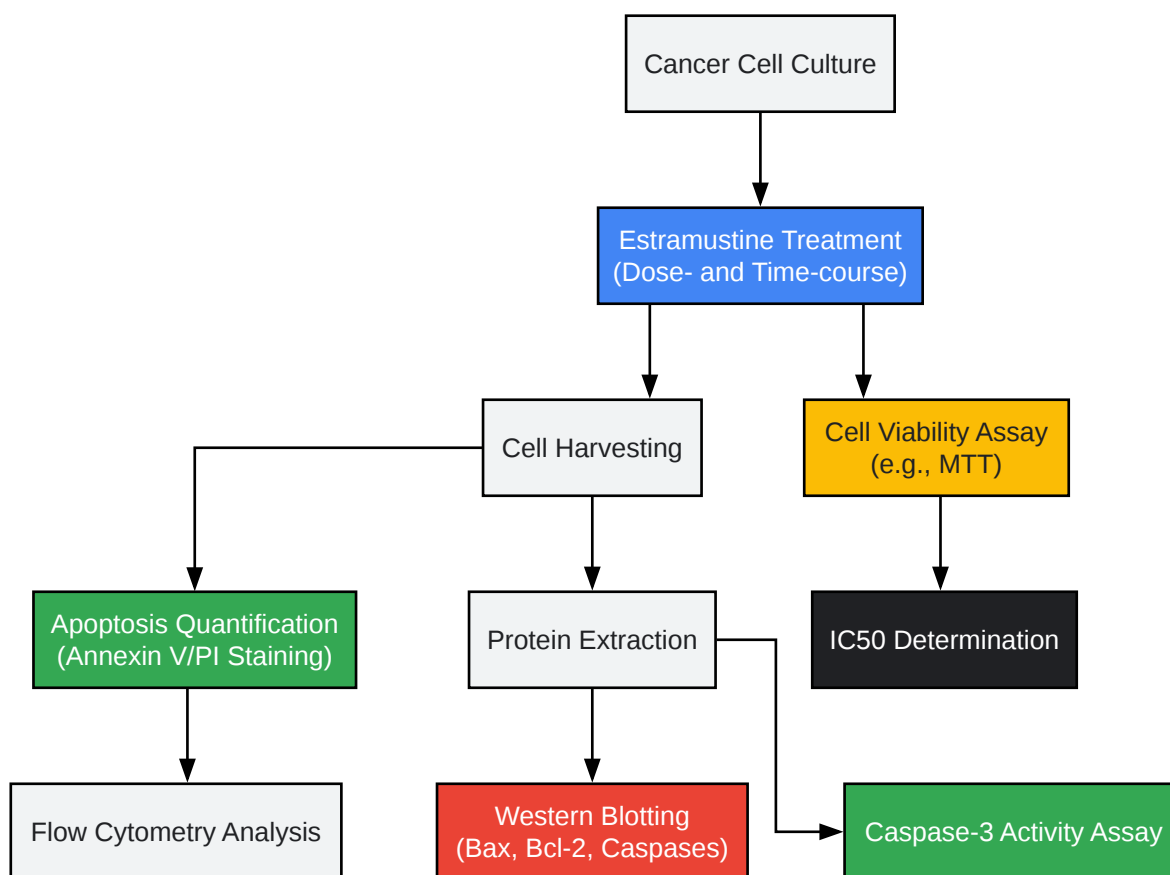 Cancer Cell Culture
Estramustine Treatment
(Dose- and Time-course)
Cell Harvesting
Cell Viability Assay
(e.g., MTT)
Apoptosis Quantification
(Annexin V/PI Staining)
Protein Extraction
IC50 Determination
Flow Cytometry Analysis
Western Blotting
(Bax, Bcl-2, Caspases)
Caspase-3 Activity Assay